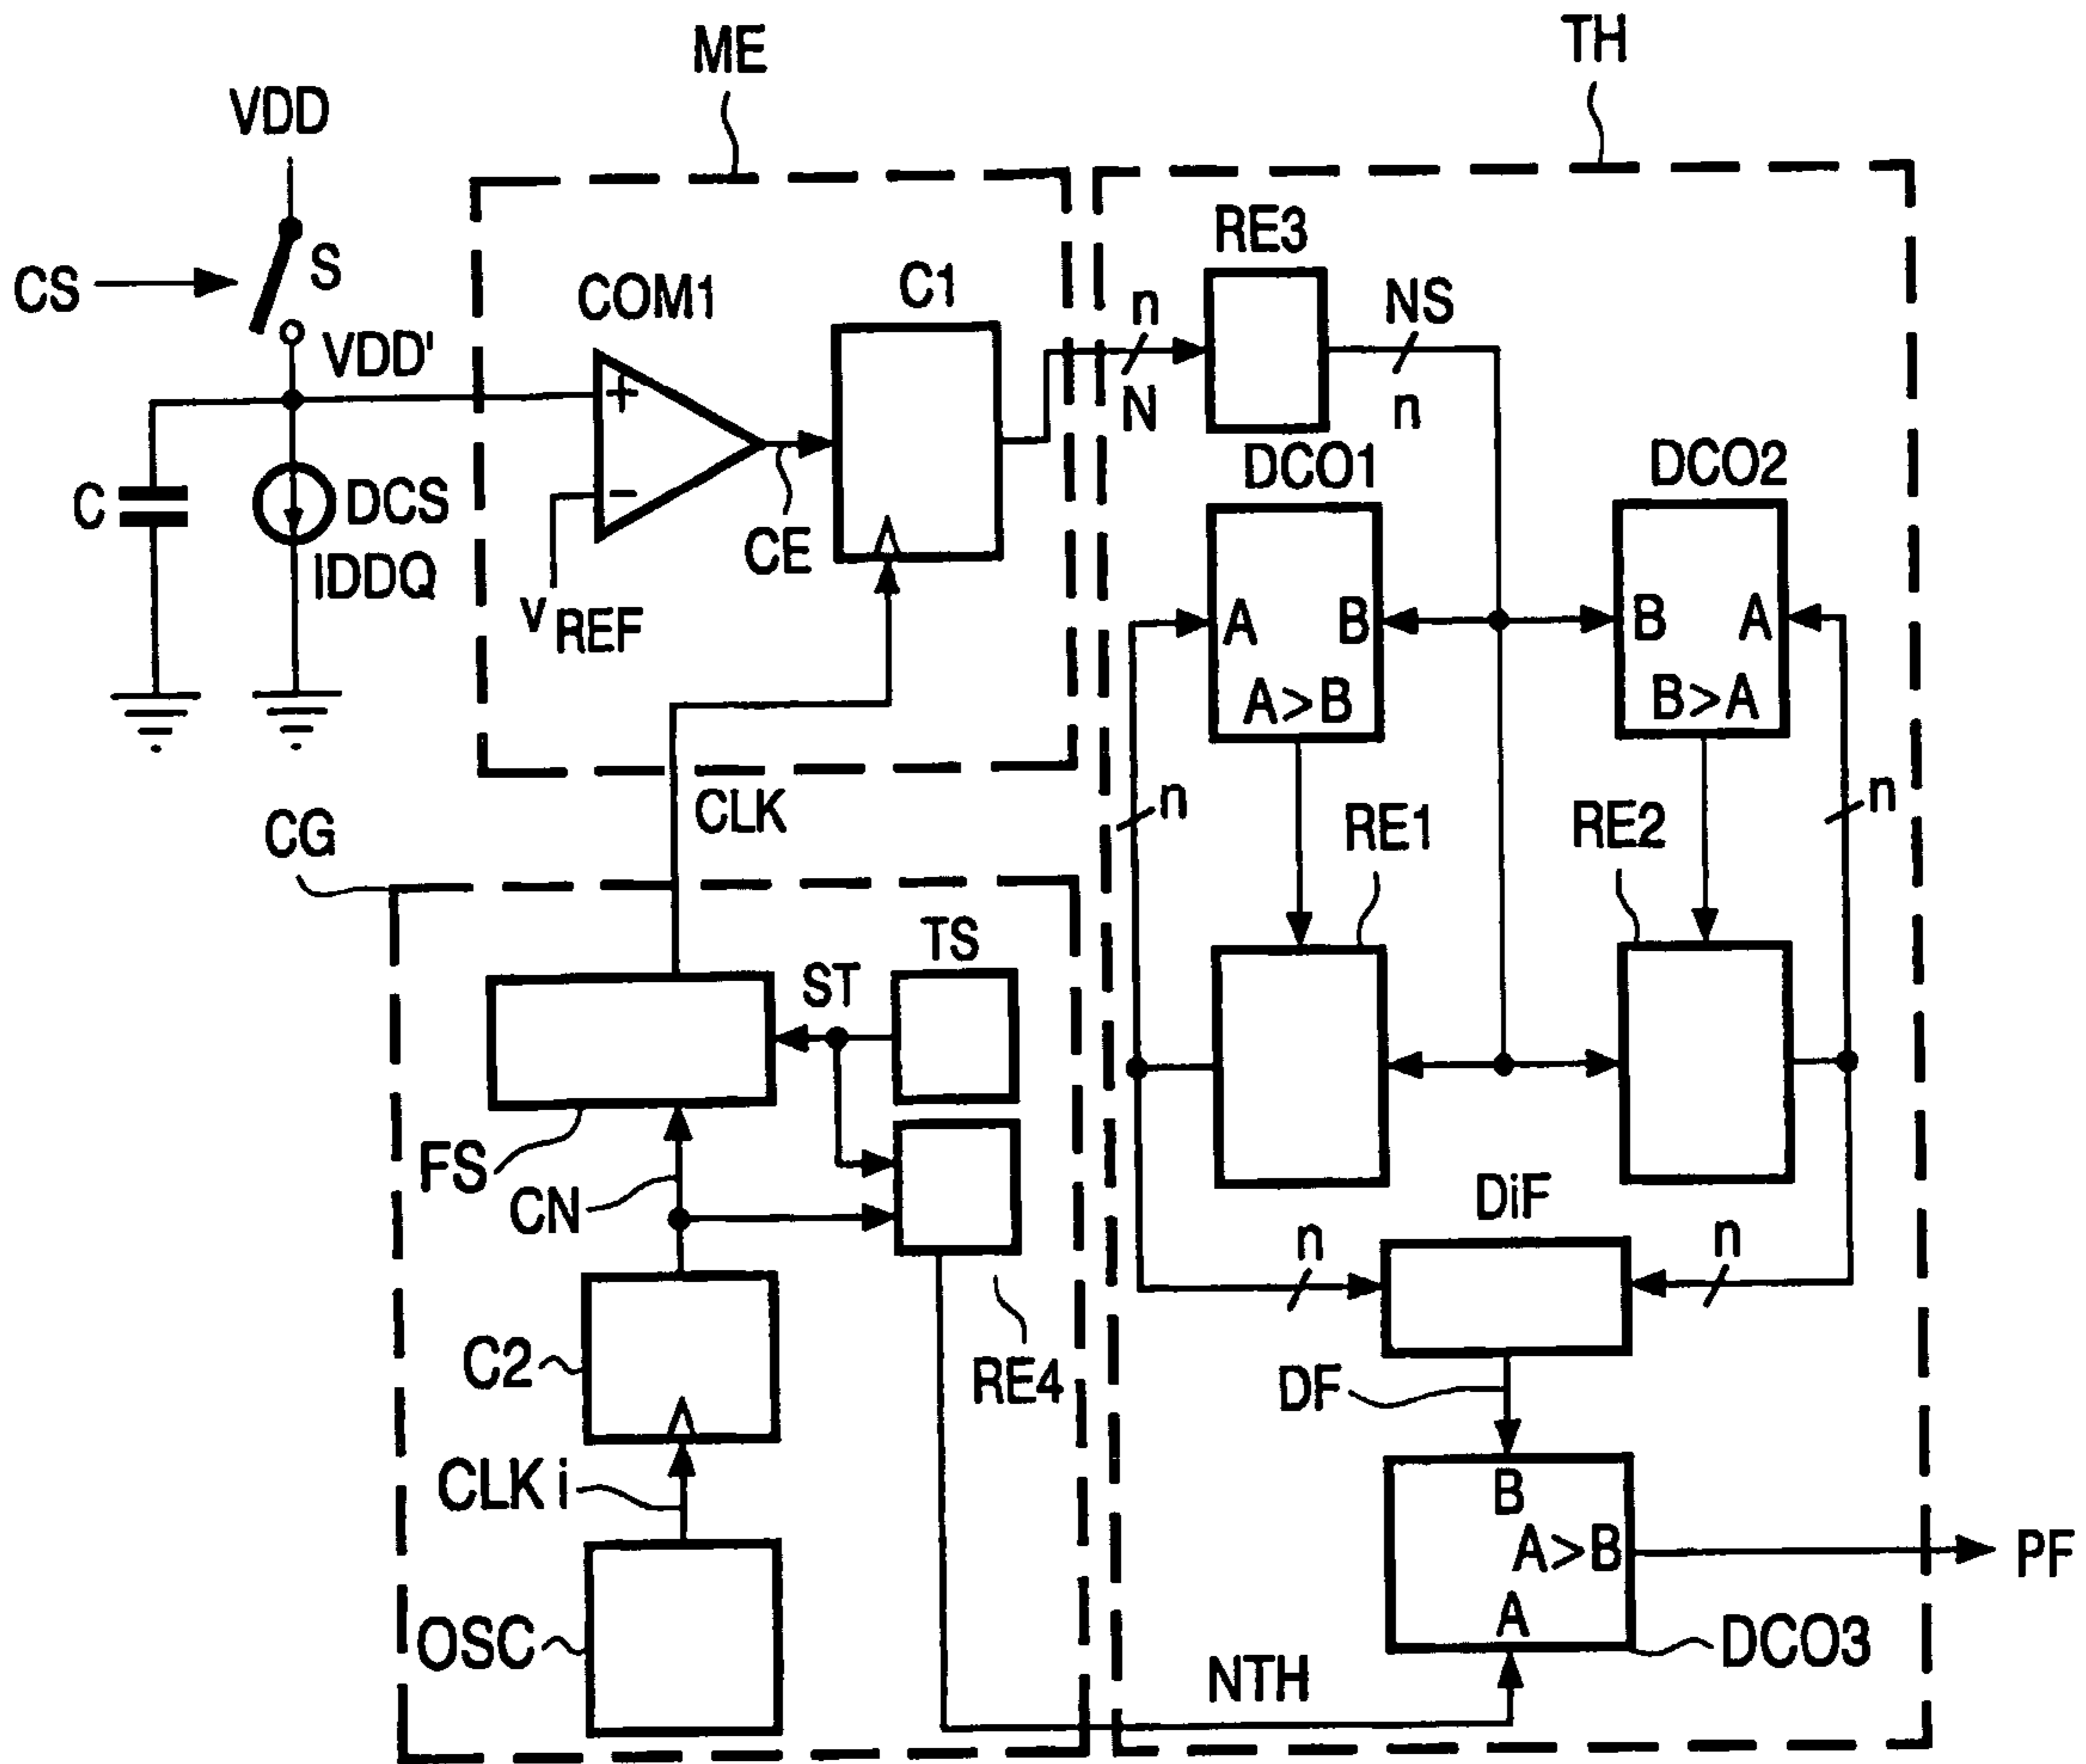 ME
TH
VDD
CS
S
VDD'
C
DCS
IDDQ
COM1
+
-
VREF
CE
C1
n
N
RE3
NS
n
DCO1
A
B
A>B
DCO2
B
A
B>A
n
RE1
RE2
n
CLK
CG
TS
ST
FS
CN
RE4
C2
CLK i
OSC
NTH
n
DiF
n
DF
B
A>B
A
DCO3
PF